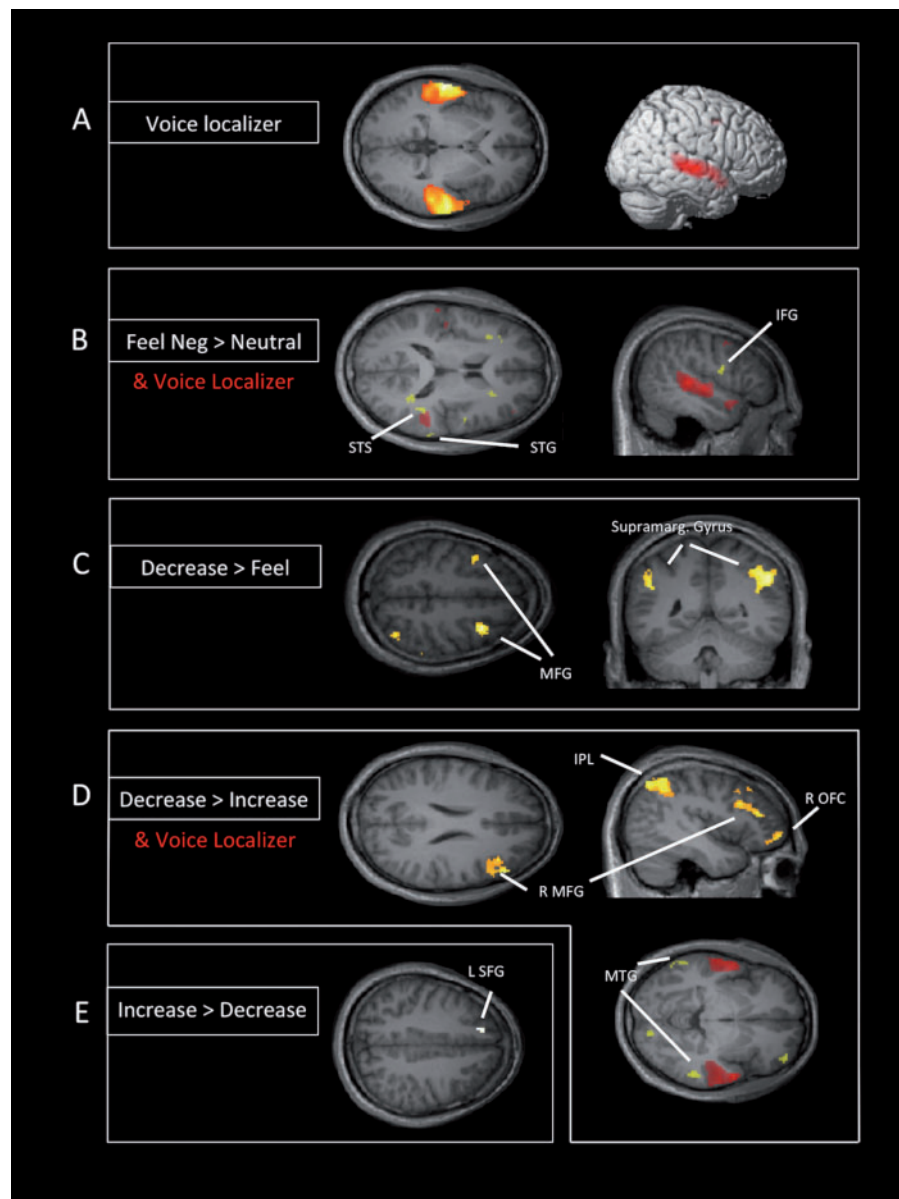 A
Voice localizer
B
Feel Neg > Neutral
& Voice Localizer
IFG
STS
STG
C
Decrease > Feel
Supramarg. Gyrus
MFG
D
Decrease > Increase
& Voice Localizer
IPL
R OFC
R MFG
E
Increase > Decrease
L SFG
MTG